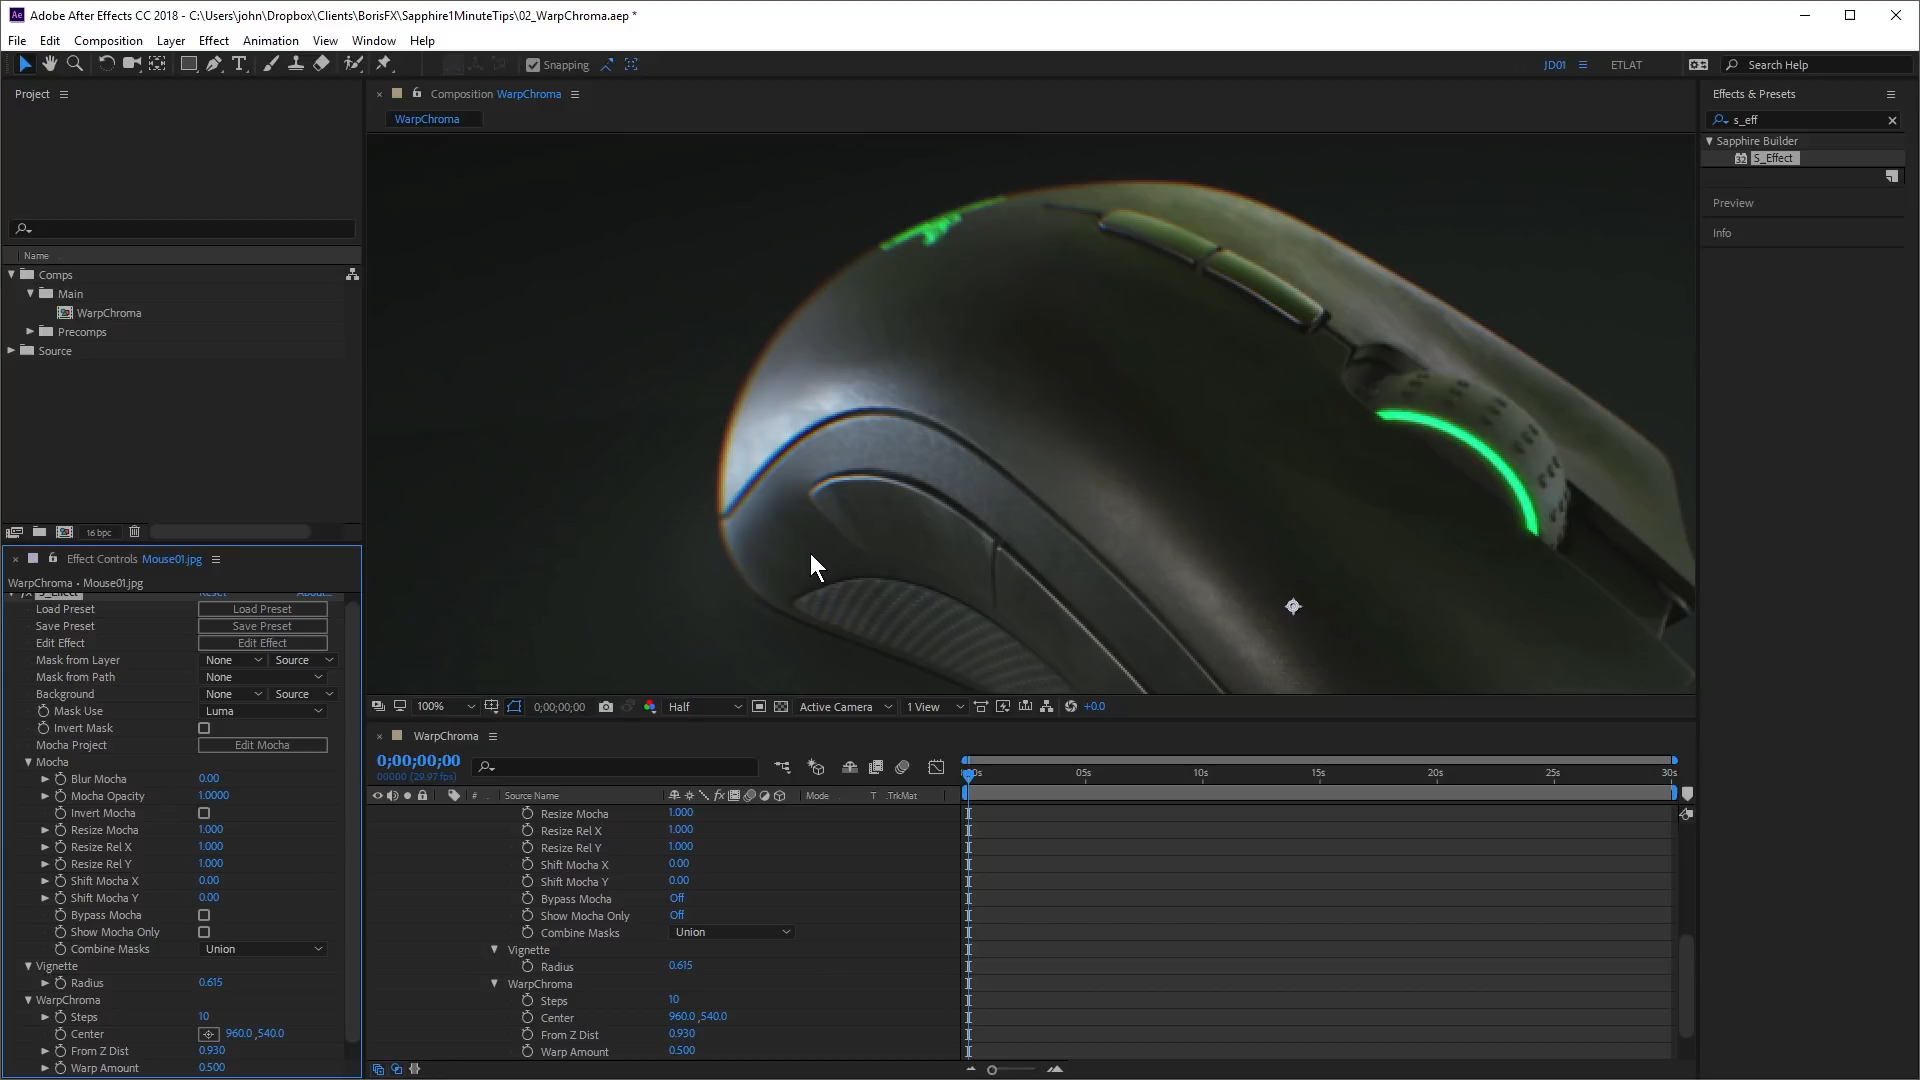 Adobe After Effects CC 2018 - C:\Users\john\Dropbox\Clients\BorisFX\Sapphire1MinuteTips\02_WarpChroma.aep *
File Edit Composition Layer Effect Animation View Window Help
Snapping
JD01
ETLAT
Search Help
Project
Name
Comps
Main
WarpChroma
Precomps
Source
16 bpc
Composition WarpChroma
WarpChroma
100%
0;00;00;00
Half
Active Camera
1 View
+0.0
Effects & Presets
s_eff
Sapphire Builder
32 S_Effect
Preview
Info
Effect Controls Mouse01.jpg
WarpChroma • Mouse01.jpg
S_Effect Reset About...
Load Preset Load Preset
Save Preset Save Preset
Edit Effect Edit Effect
Mask from Layer None Source
Mask from Path None
Background None Source
Mask Use Luma
Invert Mask
Mocha Project Edit Mocha
Mocha
Blur Mocha 0.00
Mocha Opacity 1.0000
Invert Mocha
Resize Mocha 1.000
Resize Rel X 1.000
Resize Rel Y 1.000
Shift Mocha X 0.00
Shift Mocha Y 0.00
Bypass Mocha
Show Mocha Only
Combine Masks Union
Vignette
Radius 0.615
WarpChroma
Steps 10
Center 960.0 ,540.0
From Z Dist 0.930
Warp Amount 0.500
WarpChroma
0;00;00;00
00000 (29.97 fps)
# Source Name Mode T .TrkMat
05s 10s 15s 20s 25s 30s
Resize Mocha 1.000
Resize Rel X 1.000
Resize Rel Y 1.000
Shift Mocha X 0.00
Shift Mocha Y 0.00
Bypass Mocha Off
Show Mocha Only Off
Combine Masks Union
Vignette
Radius 0.615
WarpChroma
Steps 10
Center 960.0 ,540.0
From Z Dist 0.930
Warp Amount 0.500